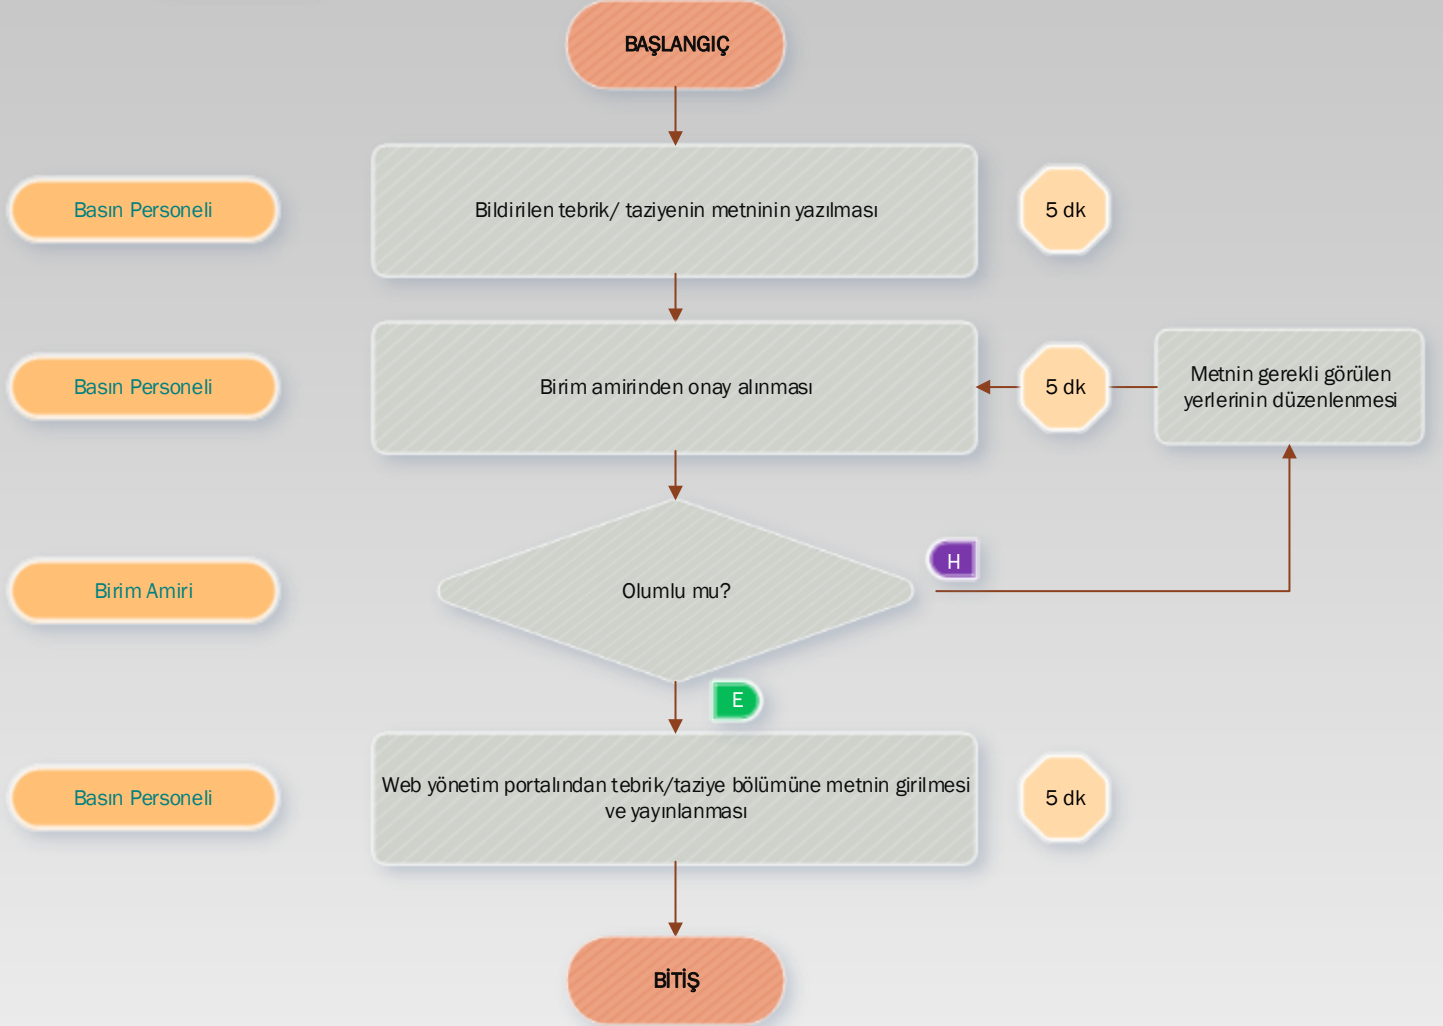 BAŞLANGIÇ
Basın Personeli
Bildirilen tebrik/ taziyenin metninin yazılması
5 dk
Basın Personeli
Birim amirinden onay alınması
5 dk
Metnin gerekli görülen
yerlerinin düzenlenmesi
Birim Amiri
Olumlu mu?
H
E
Basın Personeli
Web yönetim portalından tebrik/taziye bölümüne metnin girilmesi
ve yayınlanması
5 dk
BİTİŞ